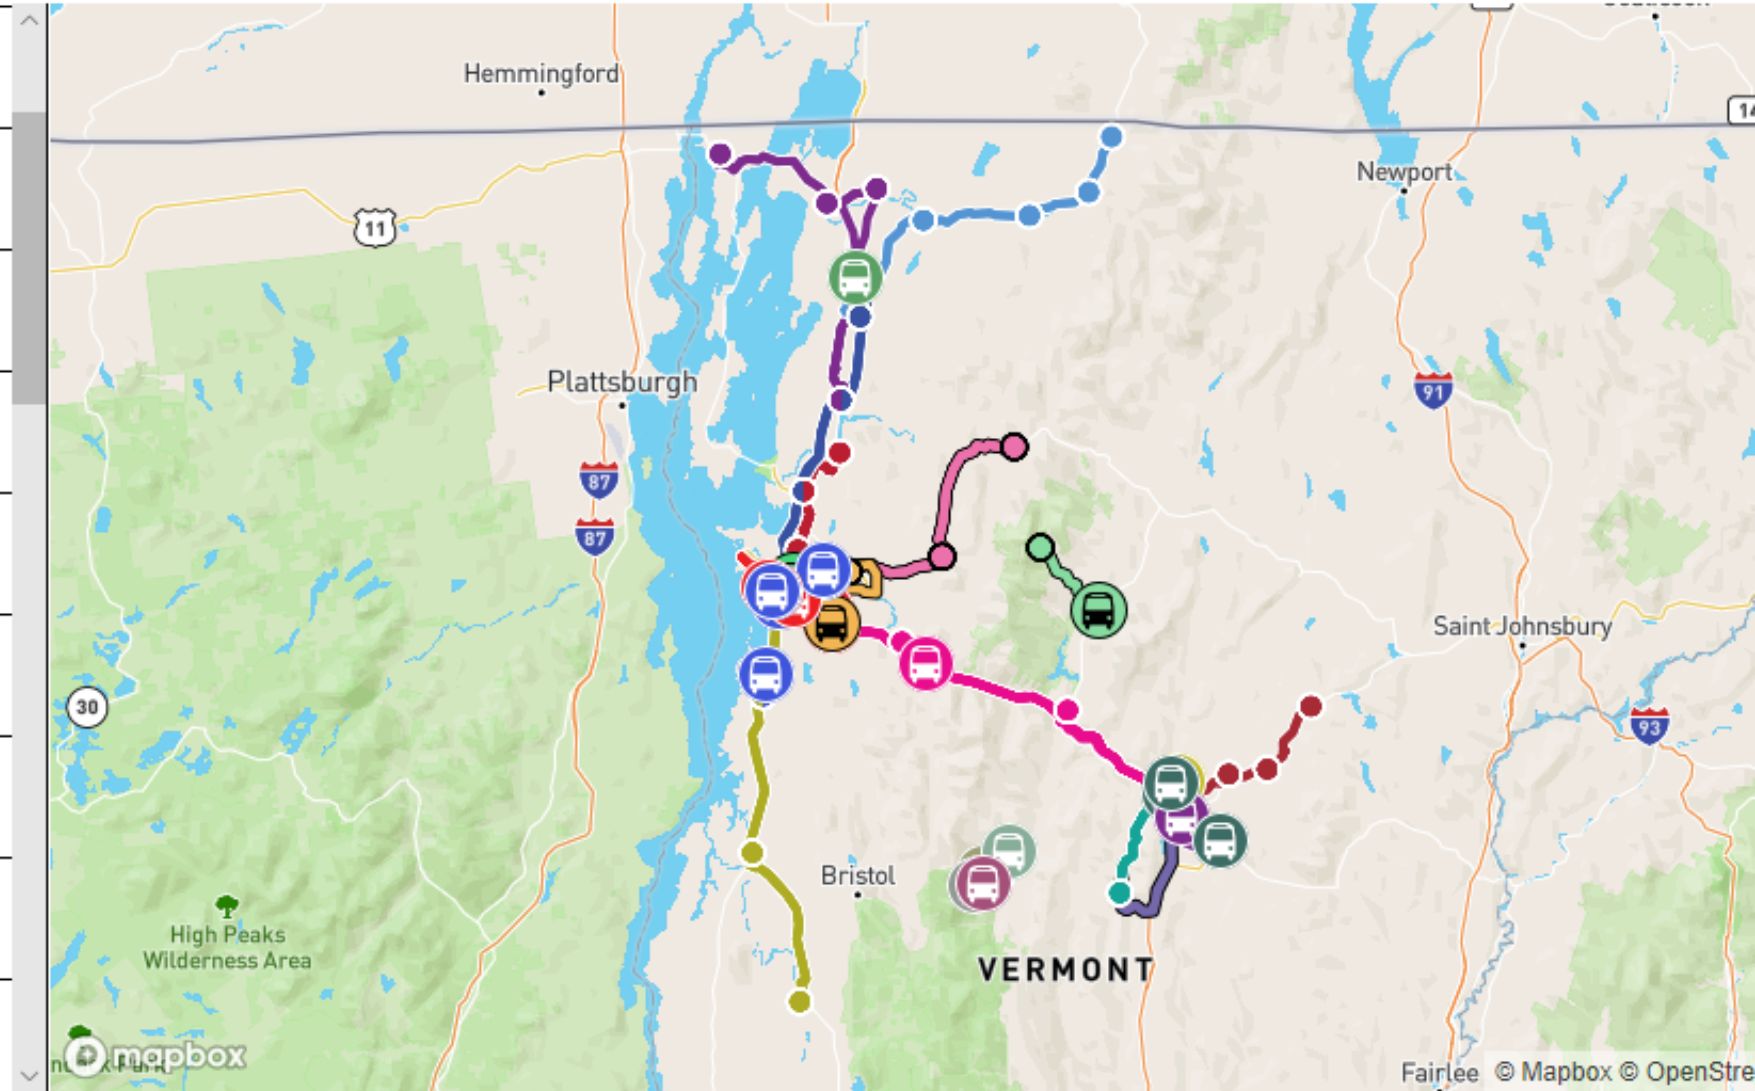 Hemmingford
14
Newport
11
Plattsburgh
91
87
87
Saint Johnsbury
30
93
Bristol
High Peaks
Wilderness Area
VERMONT
mapbox
Fairlee
© Mapbox © OpenStre